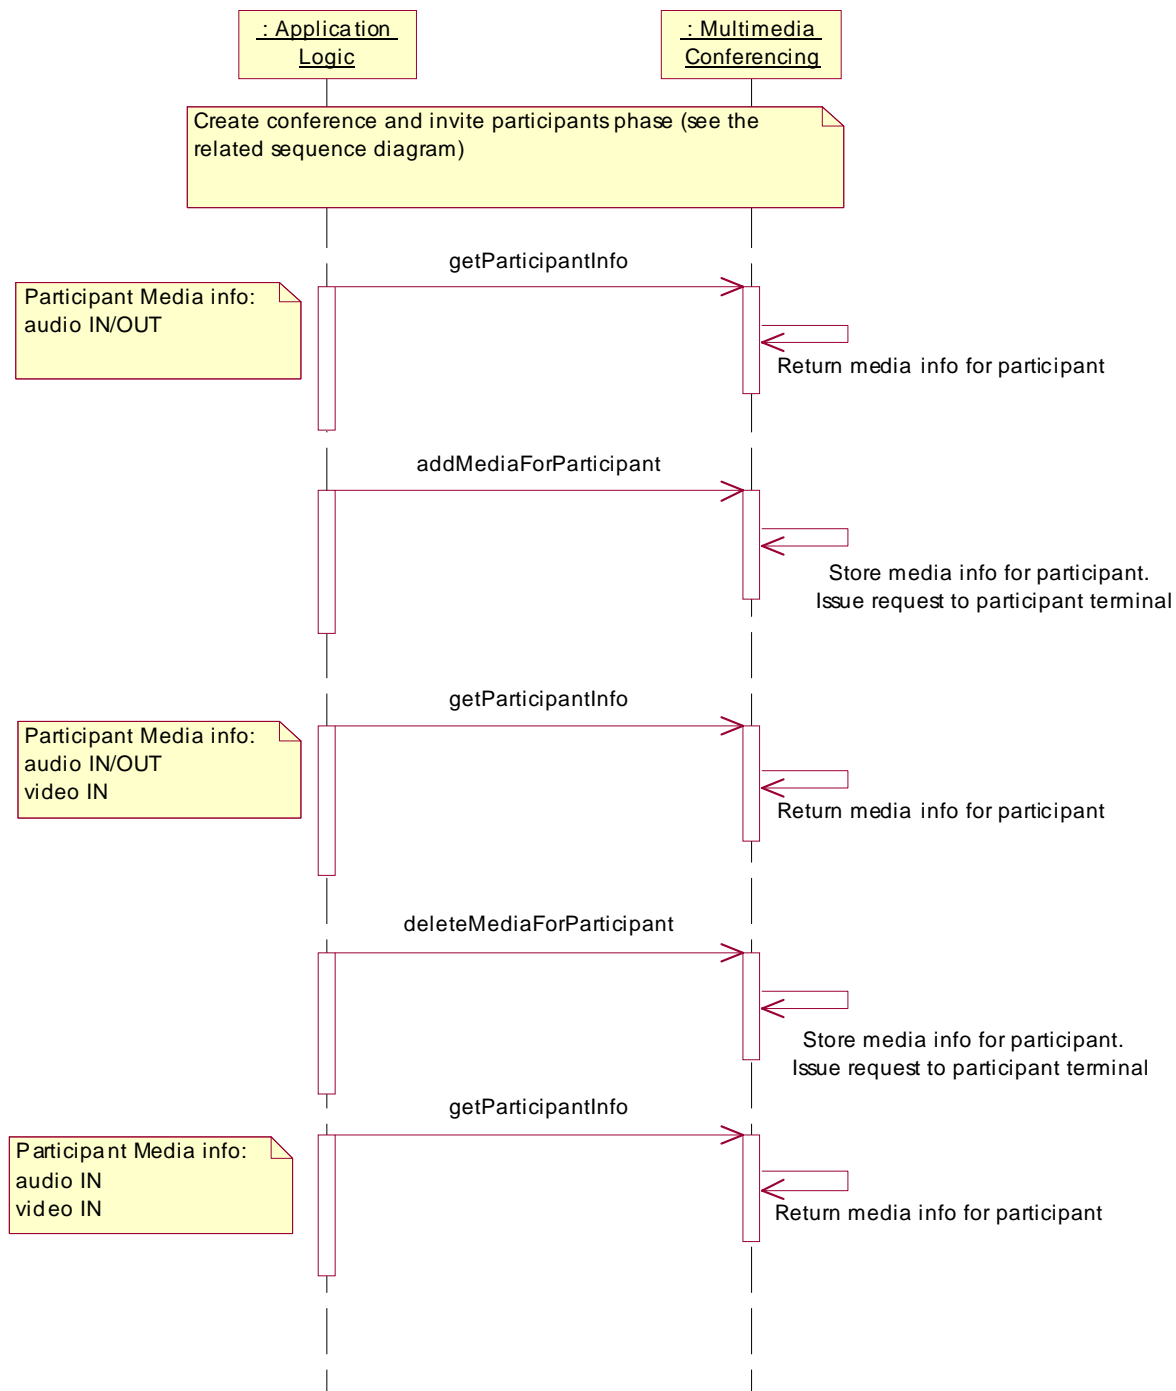 : Application
Logic
: Multimedia
Conferencing
Create conference and invite participants phase (see the
related sequence diagram)
getParticipantInfo
Participant Media info:
audio IN/OUT
Return media info for participant
addMediaForParticipant
Store media info for participant.
Issue request to participant terminal
getParticipantInfo
Participant Media info:
audio IN/OUT
video IN
Return media info for participant
deleteMediaForParticipant
Store media info for participant.
Issue request to participant terminal
getParticipantInfo
Participant Media info:
audio IN
video IN
Return media info for participant